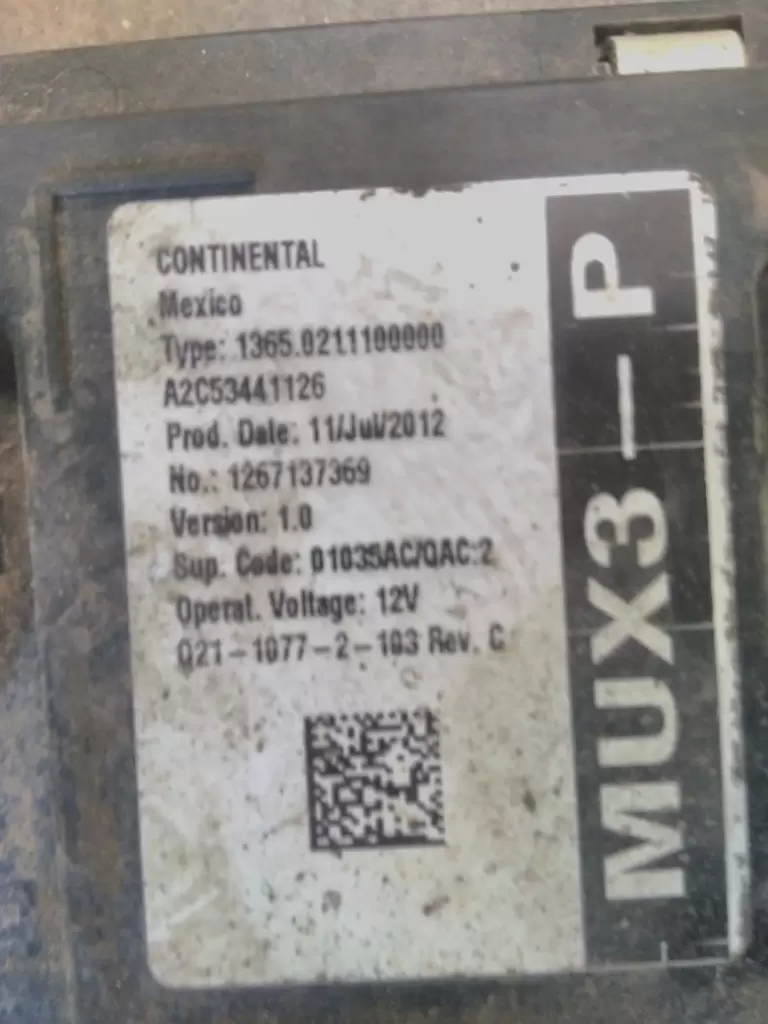 CONTINENTAL
Mexico
Type: 1365.0211100000
A2C53441126
Prod. Date: 11/Jul/2012
No.: 1267137369
Version: 1.0
Sup. Code: 01035AC/QAC:2
Operat. Voltage: 12V
Q21-1077-2-103 Rev. C
MUX3-P